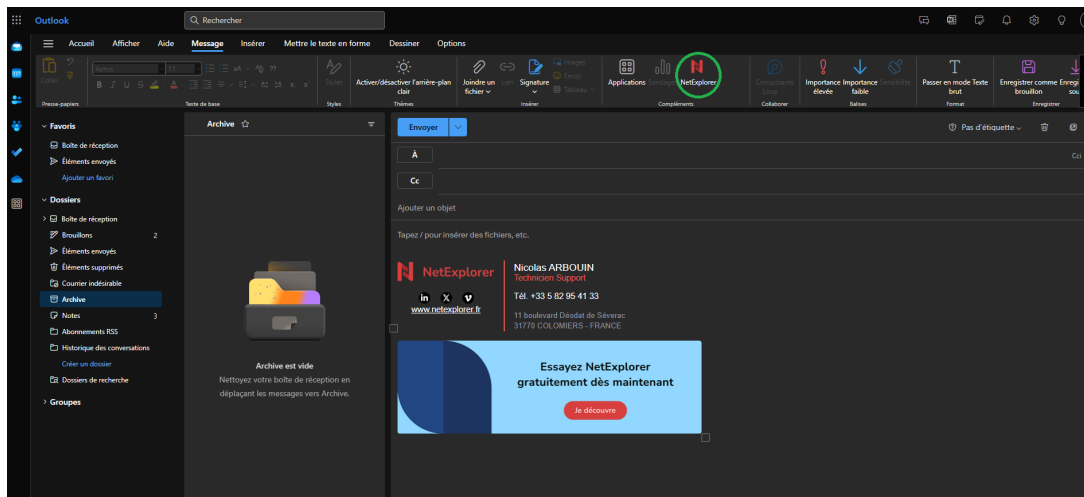 Outlook
Rechercher
Accueil Afficher Aide Message Insérer Mettre le texte en forme Dessiner Options
Coller
Aptos 11
B I U S
Styles
Activer/désactiver l'arrière-plan clair
Joindre un fichier
Lien
Signature
Images
Emoji
Tableau
Applications
Sondages
NetExplorer
Composants Loop
Importance élevée
Importance faible
Sensibilité
Passer en mode Texte brut
Enregistrer comme brouillon
Presse-papiers Texte de base Styles Thèmes Insérer Compléments Collaborer Balises Format Enregistrer
Favoris
Boîte de réception
Éléments envoyés
Ajouter un favori
Dossiers
Boîte de réception
Brouillons 2
Éléments envoyés
Éléments supprimés
Courrier indésirable
Archive
Notes 3
Abonnements RSS
Historique des conversations
Créer un dossier
Dossiers de recherche
Groupes
Archive
Archive est vide
Nettoyez votre boîte de réception en
déplaçant les messages vers Archive.
Envoyer
Pas d'étiquette
À
Cci
Cc
Ajouter un objet
Tapez / pour insérer des fichiers, etc.
NetExplorer
www.netexplorer.fr
Nicolas ARBOUIN
Technicien Support
Tél. +33 5 82 95 41 33
11 boulevard Déodat de Séverac
31770 COLOMIERS - FRANCE
Essayez NetExplorer
gratuitement dès maintenant
Je découvre